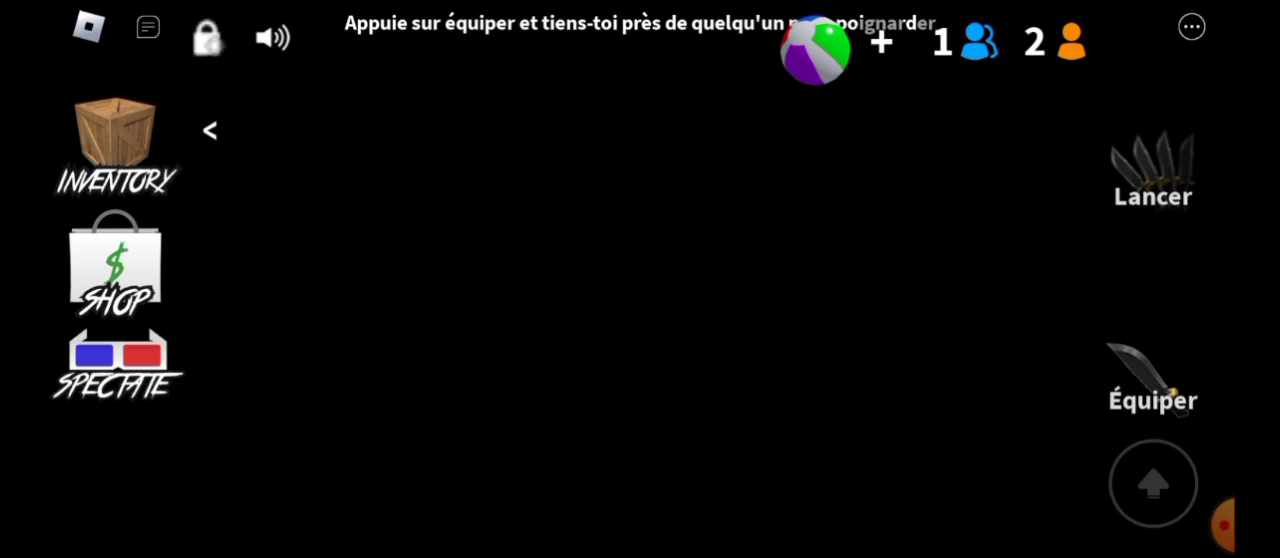 Appuie sur équiper et tiens-toi près de quelqu'un poignarder
+ 1 2
<
INVENTORY
$
SHOP
SPECTATE
Lancer
Équiper